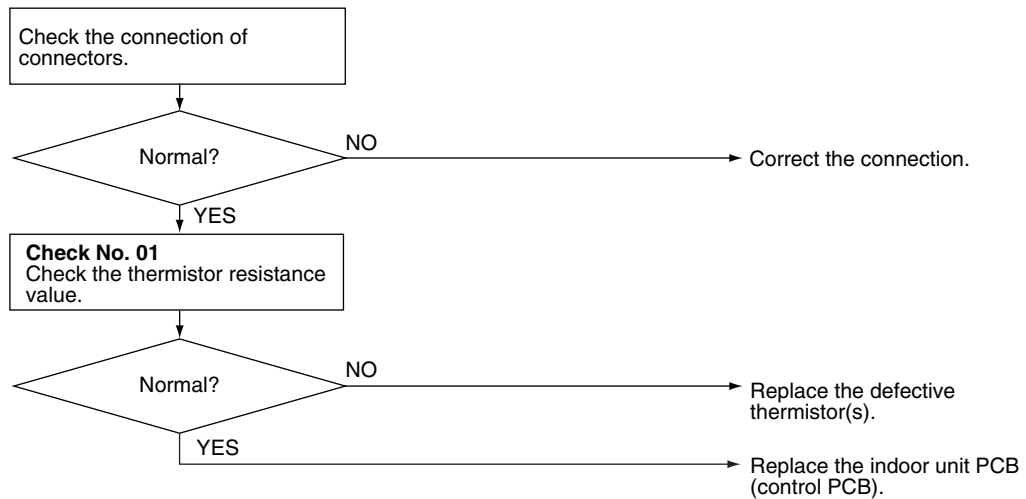 Check the connection of
connectors.
Normal?
NO
Correct the connection.
YES
Check No. 01
Check the thermistor resistance
value.
Normal?
NO
Replace the defective
thermistor(s).
YES
Replace the indoor unit PCB
(control PCB).